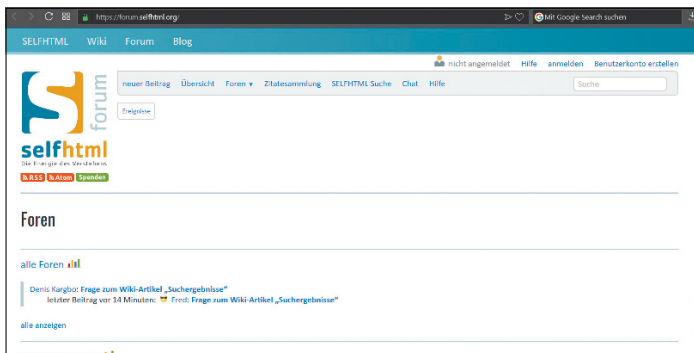 https://forum.selfhtml.org/
Mit Google Search suchen
SELFHTML Wiki Forum Blog
nicht angemeldet Hilfe anmelden Benutzerkonto erstellen
neuer Beitrag Übersicht Foren Zitatesammlung SELFHTML Suche Chat Hilfe
Suche
Ereignisse
forum
selfhtml
Die Energie des Verstehens
RSS Atom Spenden
Foren
alle Foren
Denis Kargbo: Frage zum Wiki-Artikel „Suchergebnisse“
letzter Beitrag vor 14 Minuten: Fred: Frage zum Wiki-Artikel „Suchergebnisse“
alle anzeigen